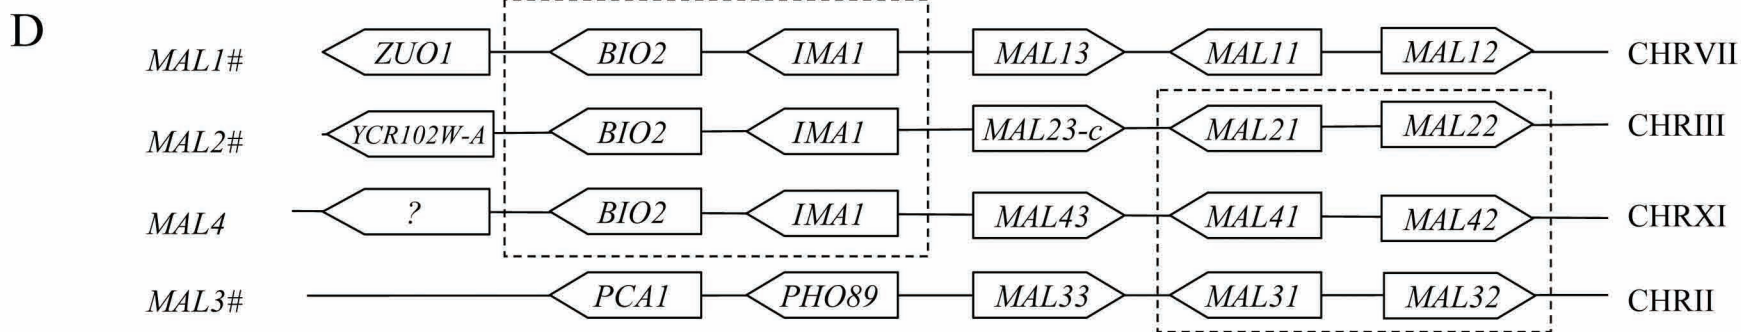 D
MAL1# ZUO1 BIO2 IMA1 MAL13 MAL11 MAL12 CHRVII
MAL2# YCR102W-A BIO2 IMA1 MAL23-c MAL21 MAL22 CHRIII
MAL4 ? BIO2 IMA1 MAL43 MAL41 MAL42 CHRXI
MAL3# PCA1 PHO89 MAL33 MAL31 MAL32 CHRII